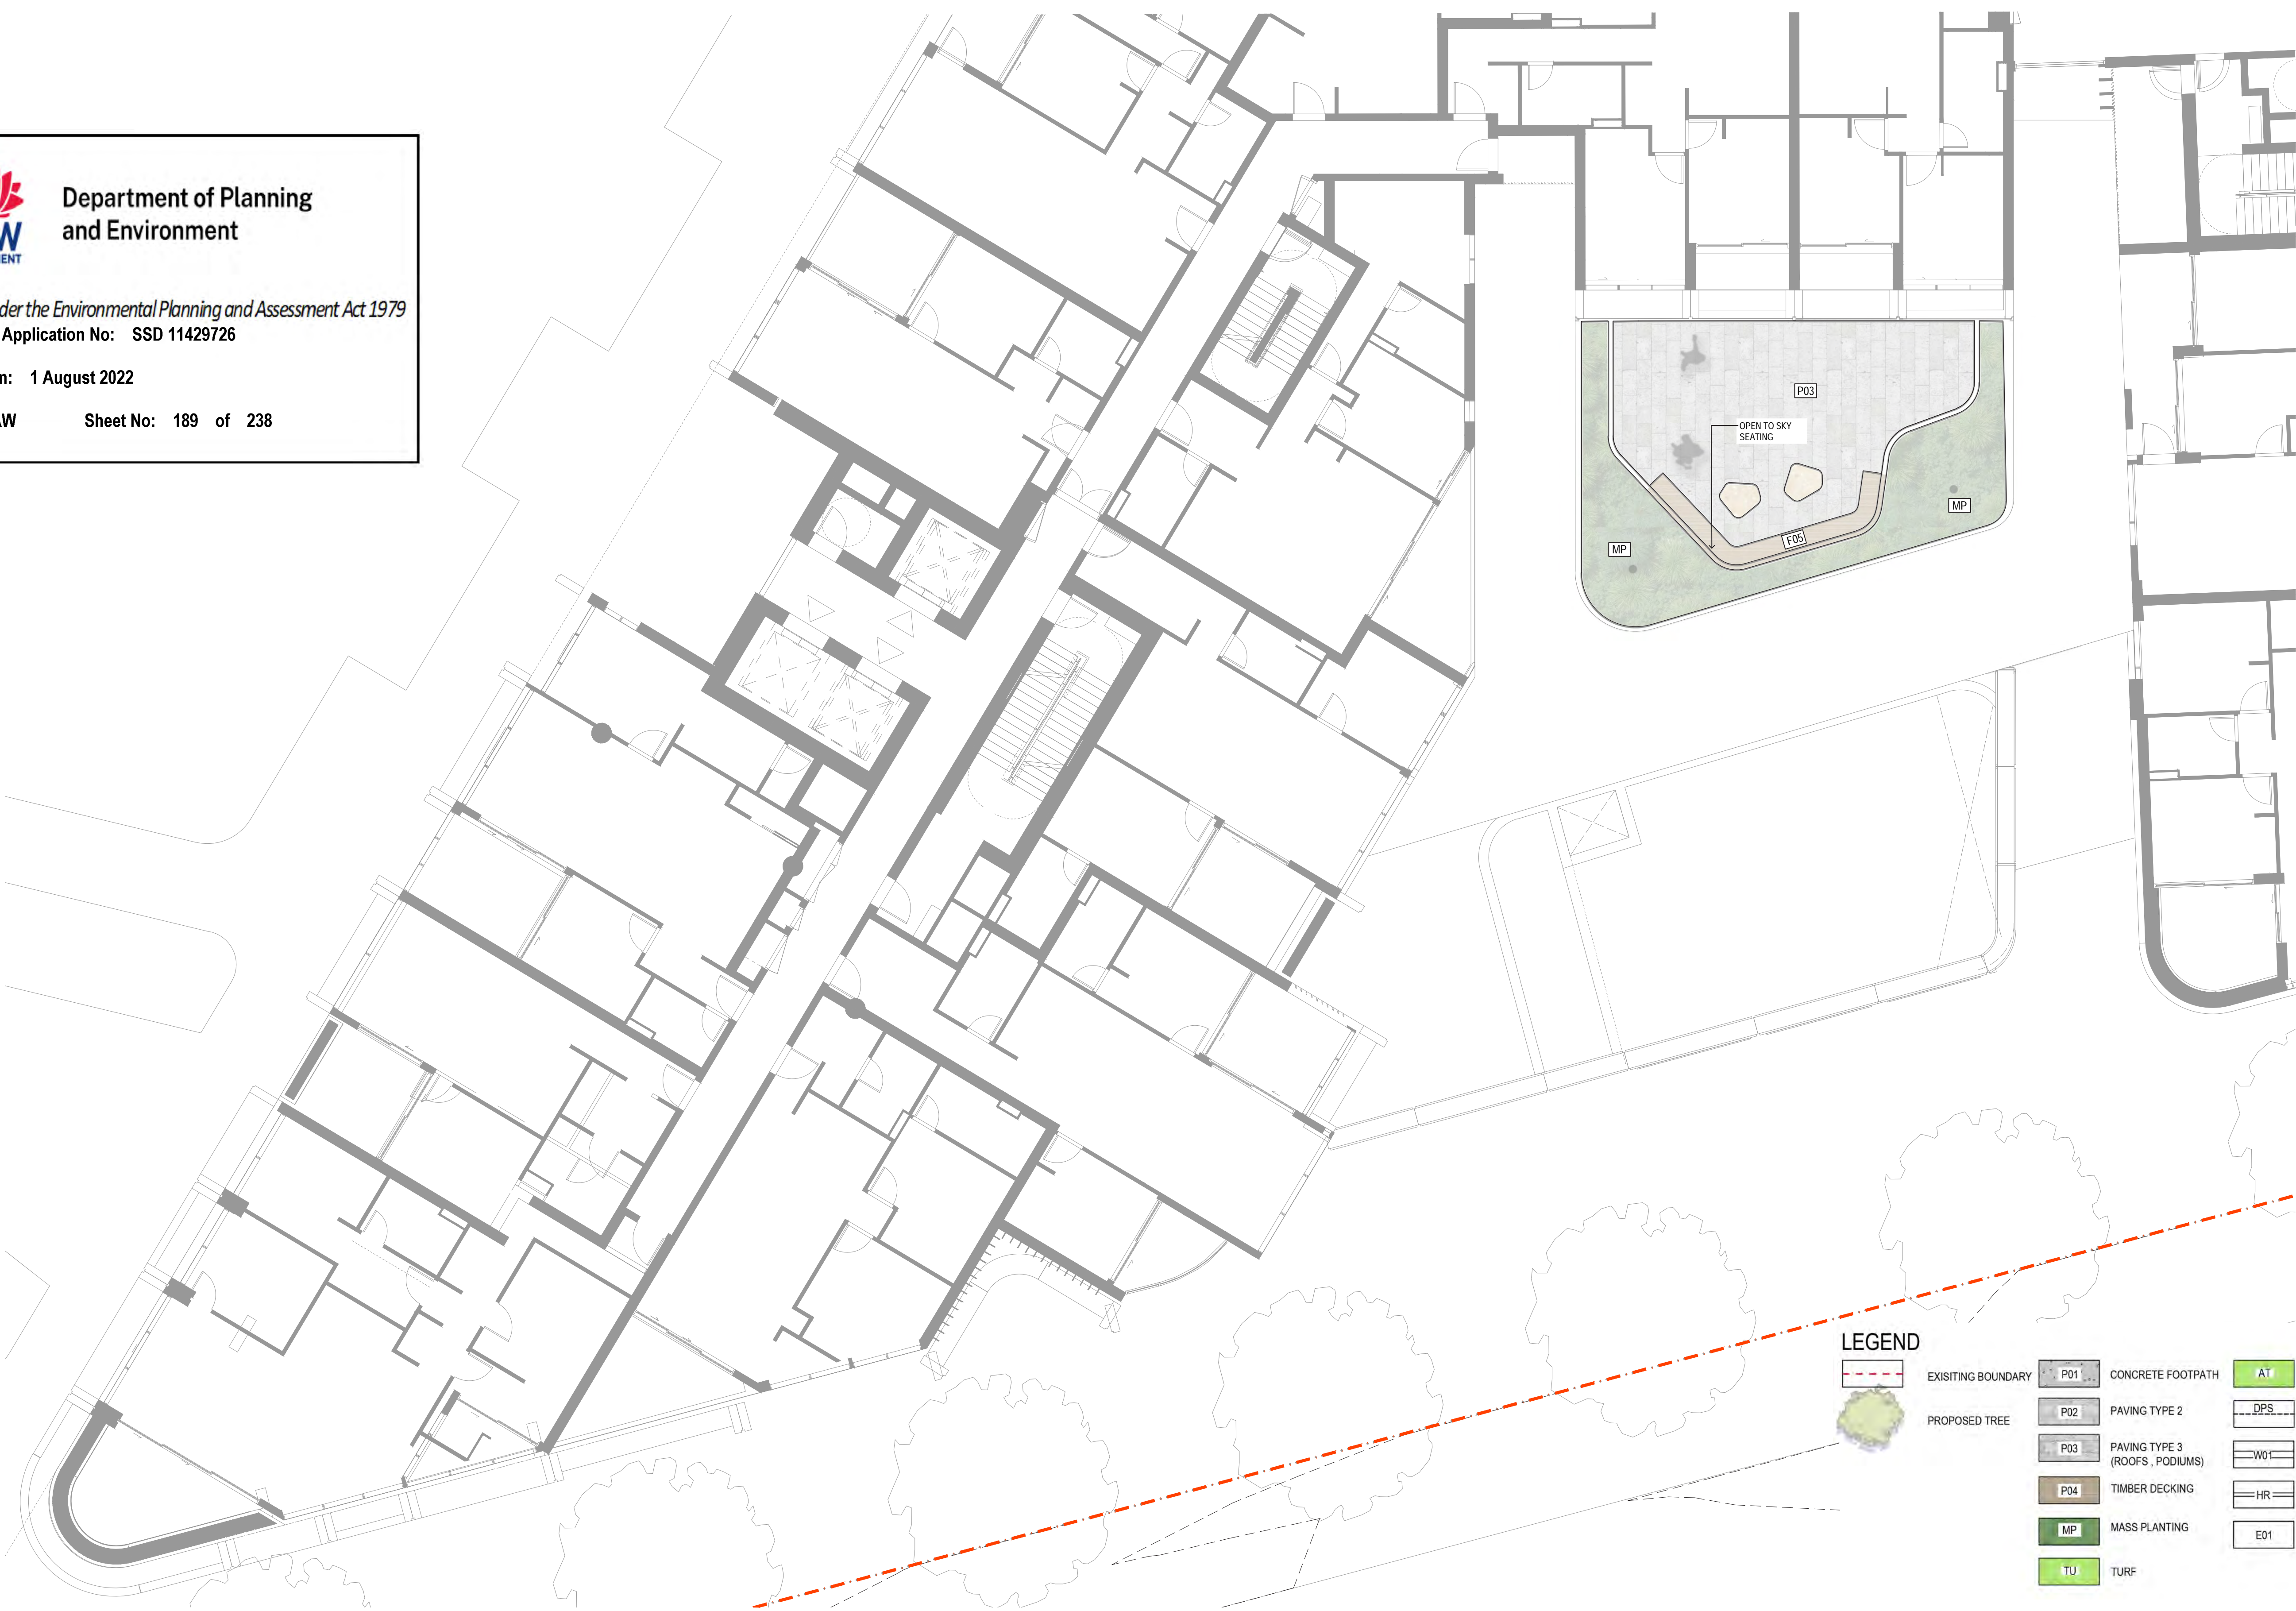 Department of Planning
and Environment
W
ENT
der the Environmental Planning and Assessment Act 1979
Application No: SSD 11429726
n: 1 August 2022
AW Sheet No: 189 of 238
P03
OPEN TO SKY
SEATING
MP
F05
MP
LEGEND
EXISITING BOUNDARY
PROPOSED TREE
P01 CONCRETE FOOTPATH
P02 PAVING TYPE 2
P03 PAVING TYPE 3
(ROOFS , PODIUMS)
P04 TIMBER DECKING
MP MASS PLANTING
TU TURF
AT
DPS
W01
HR
E01